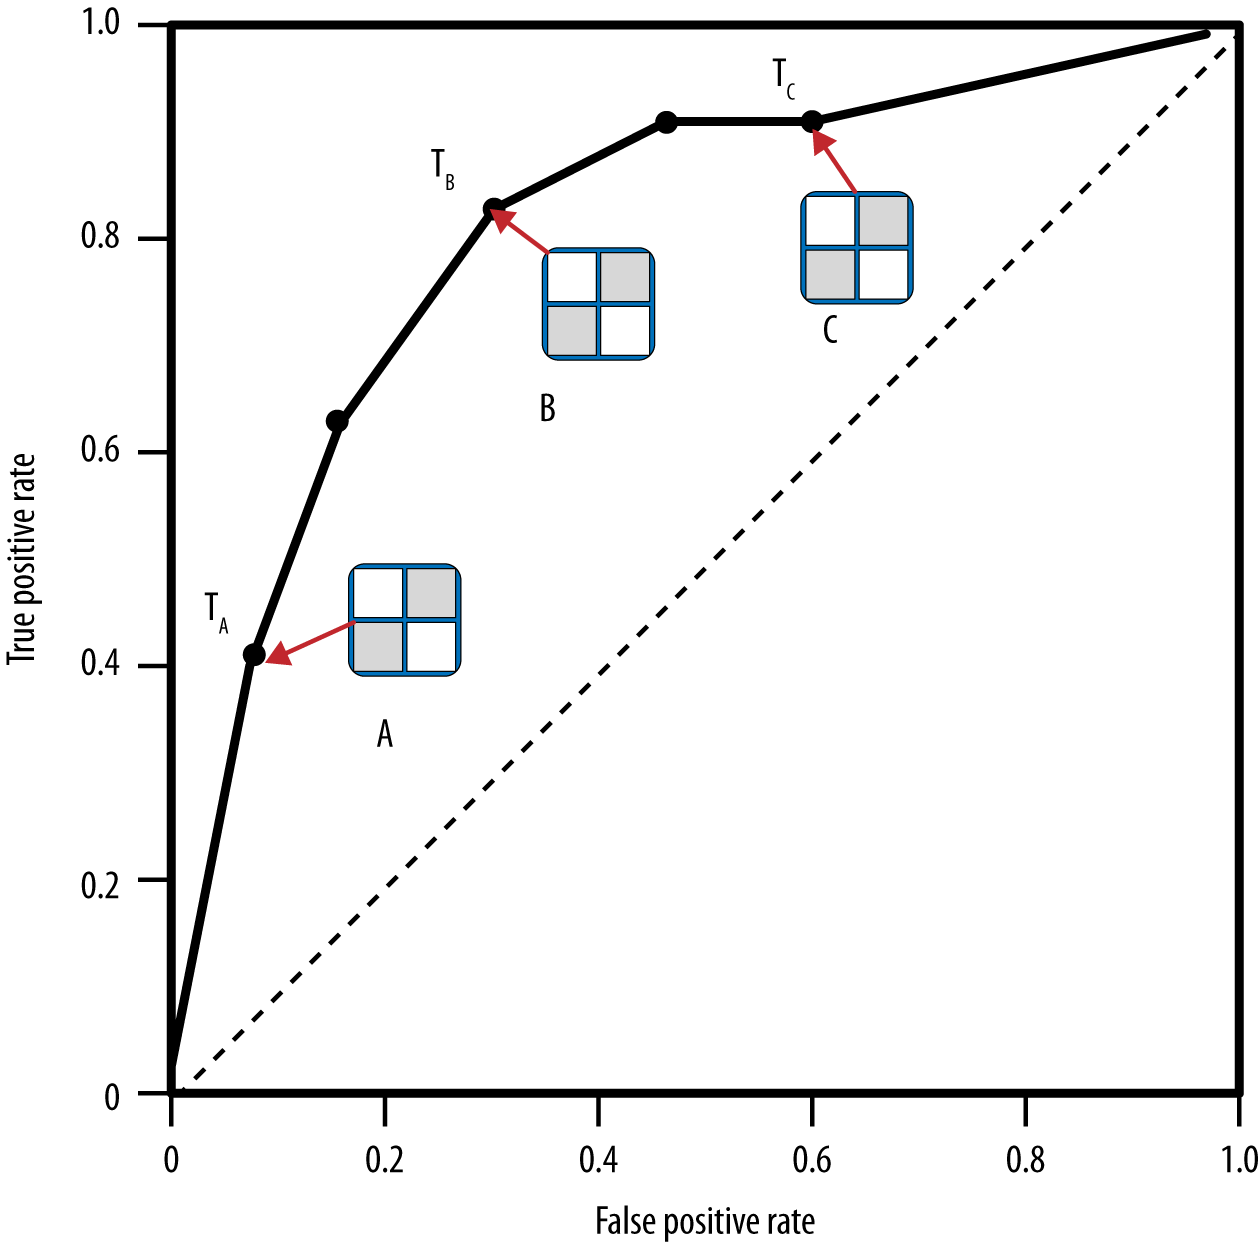 1.0
T_C
T_B
0.8
C
B
0.6
True positive rate
T_A
0.4
A
0.2
0
0 0.2 0.4 0.6 0.8 1.0
False positive rate